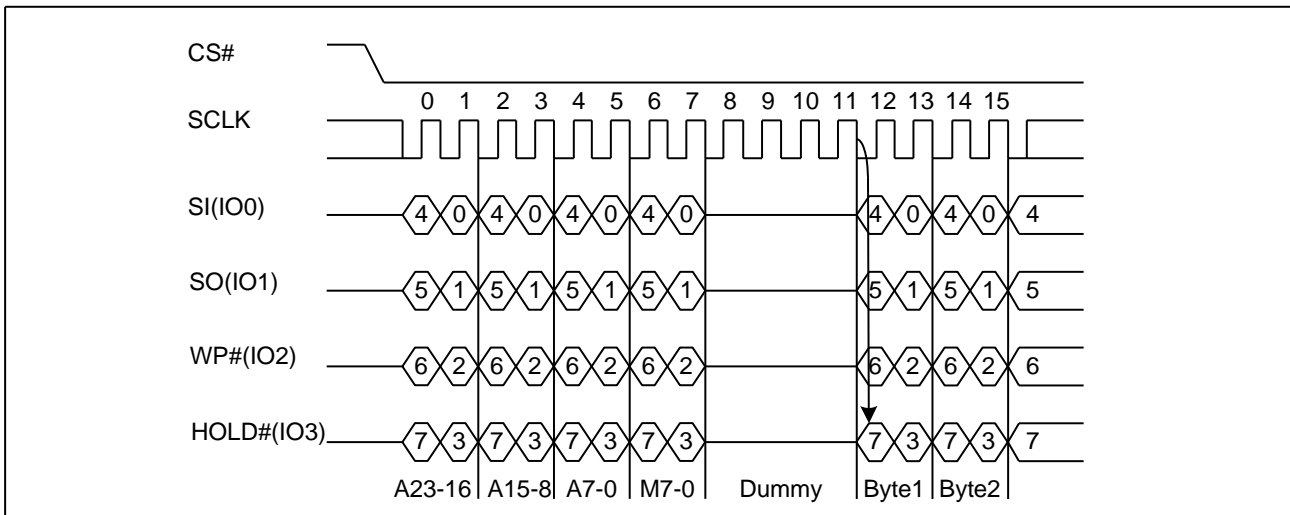 CS#
0 1 2 3 4 5 6 7 8 9 10 11 12 13 14 15
SCLK
SI(IO0) 4 0 4 0 4 0 4 0 4 0 4 0 4
SO(IO1) 5 1 5 1 5 1 5 1 5 1 5 1 5
WP#(IO2) 6 2 6 2 6 2 6 2 6 2 6 2 6
HOLD#(IO3) 7 3 7 3 7 3 7 3 7 3 7 3 7
A23-16 A15-8 A7-0 M7-0 Dummy Byte1 Byte2